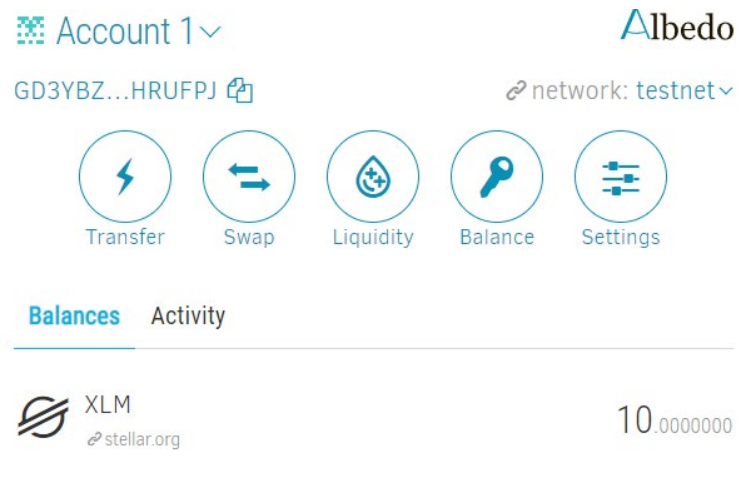 Account 1
Albedo
GD3YBZ...HRUFPJ
network: testnet
Transfer
Swap
Liquidity
Balance
Settings
Balances
Activity
XLM
10.0000000
stellar.org